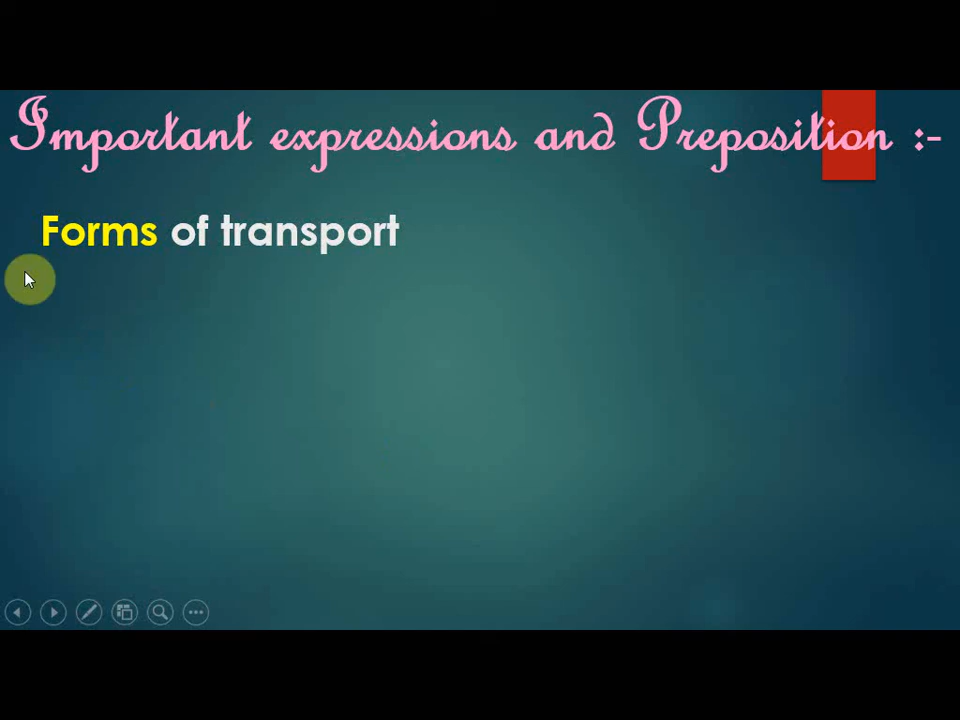 Important expressions and Preposition :-
Forms of transport